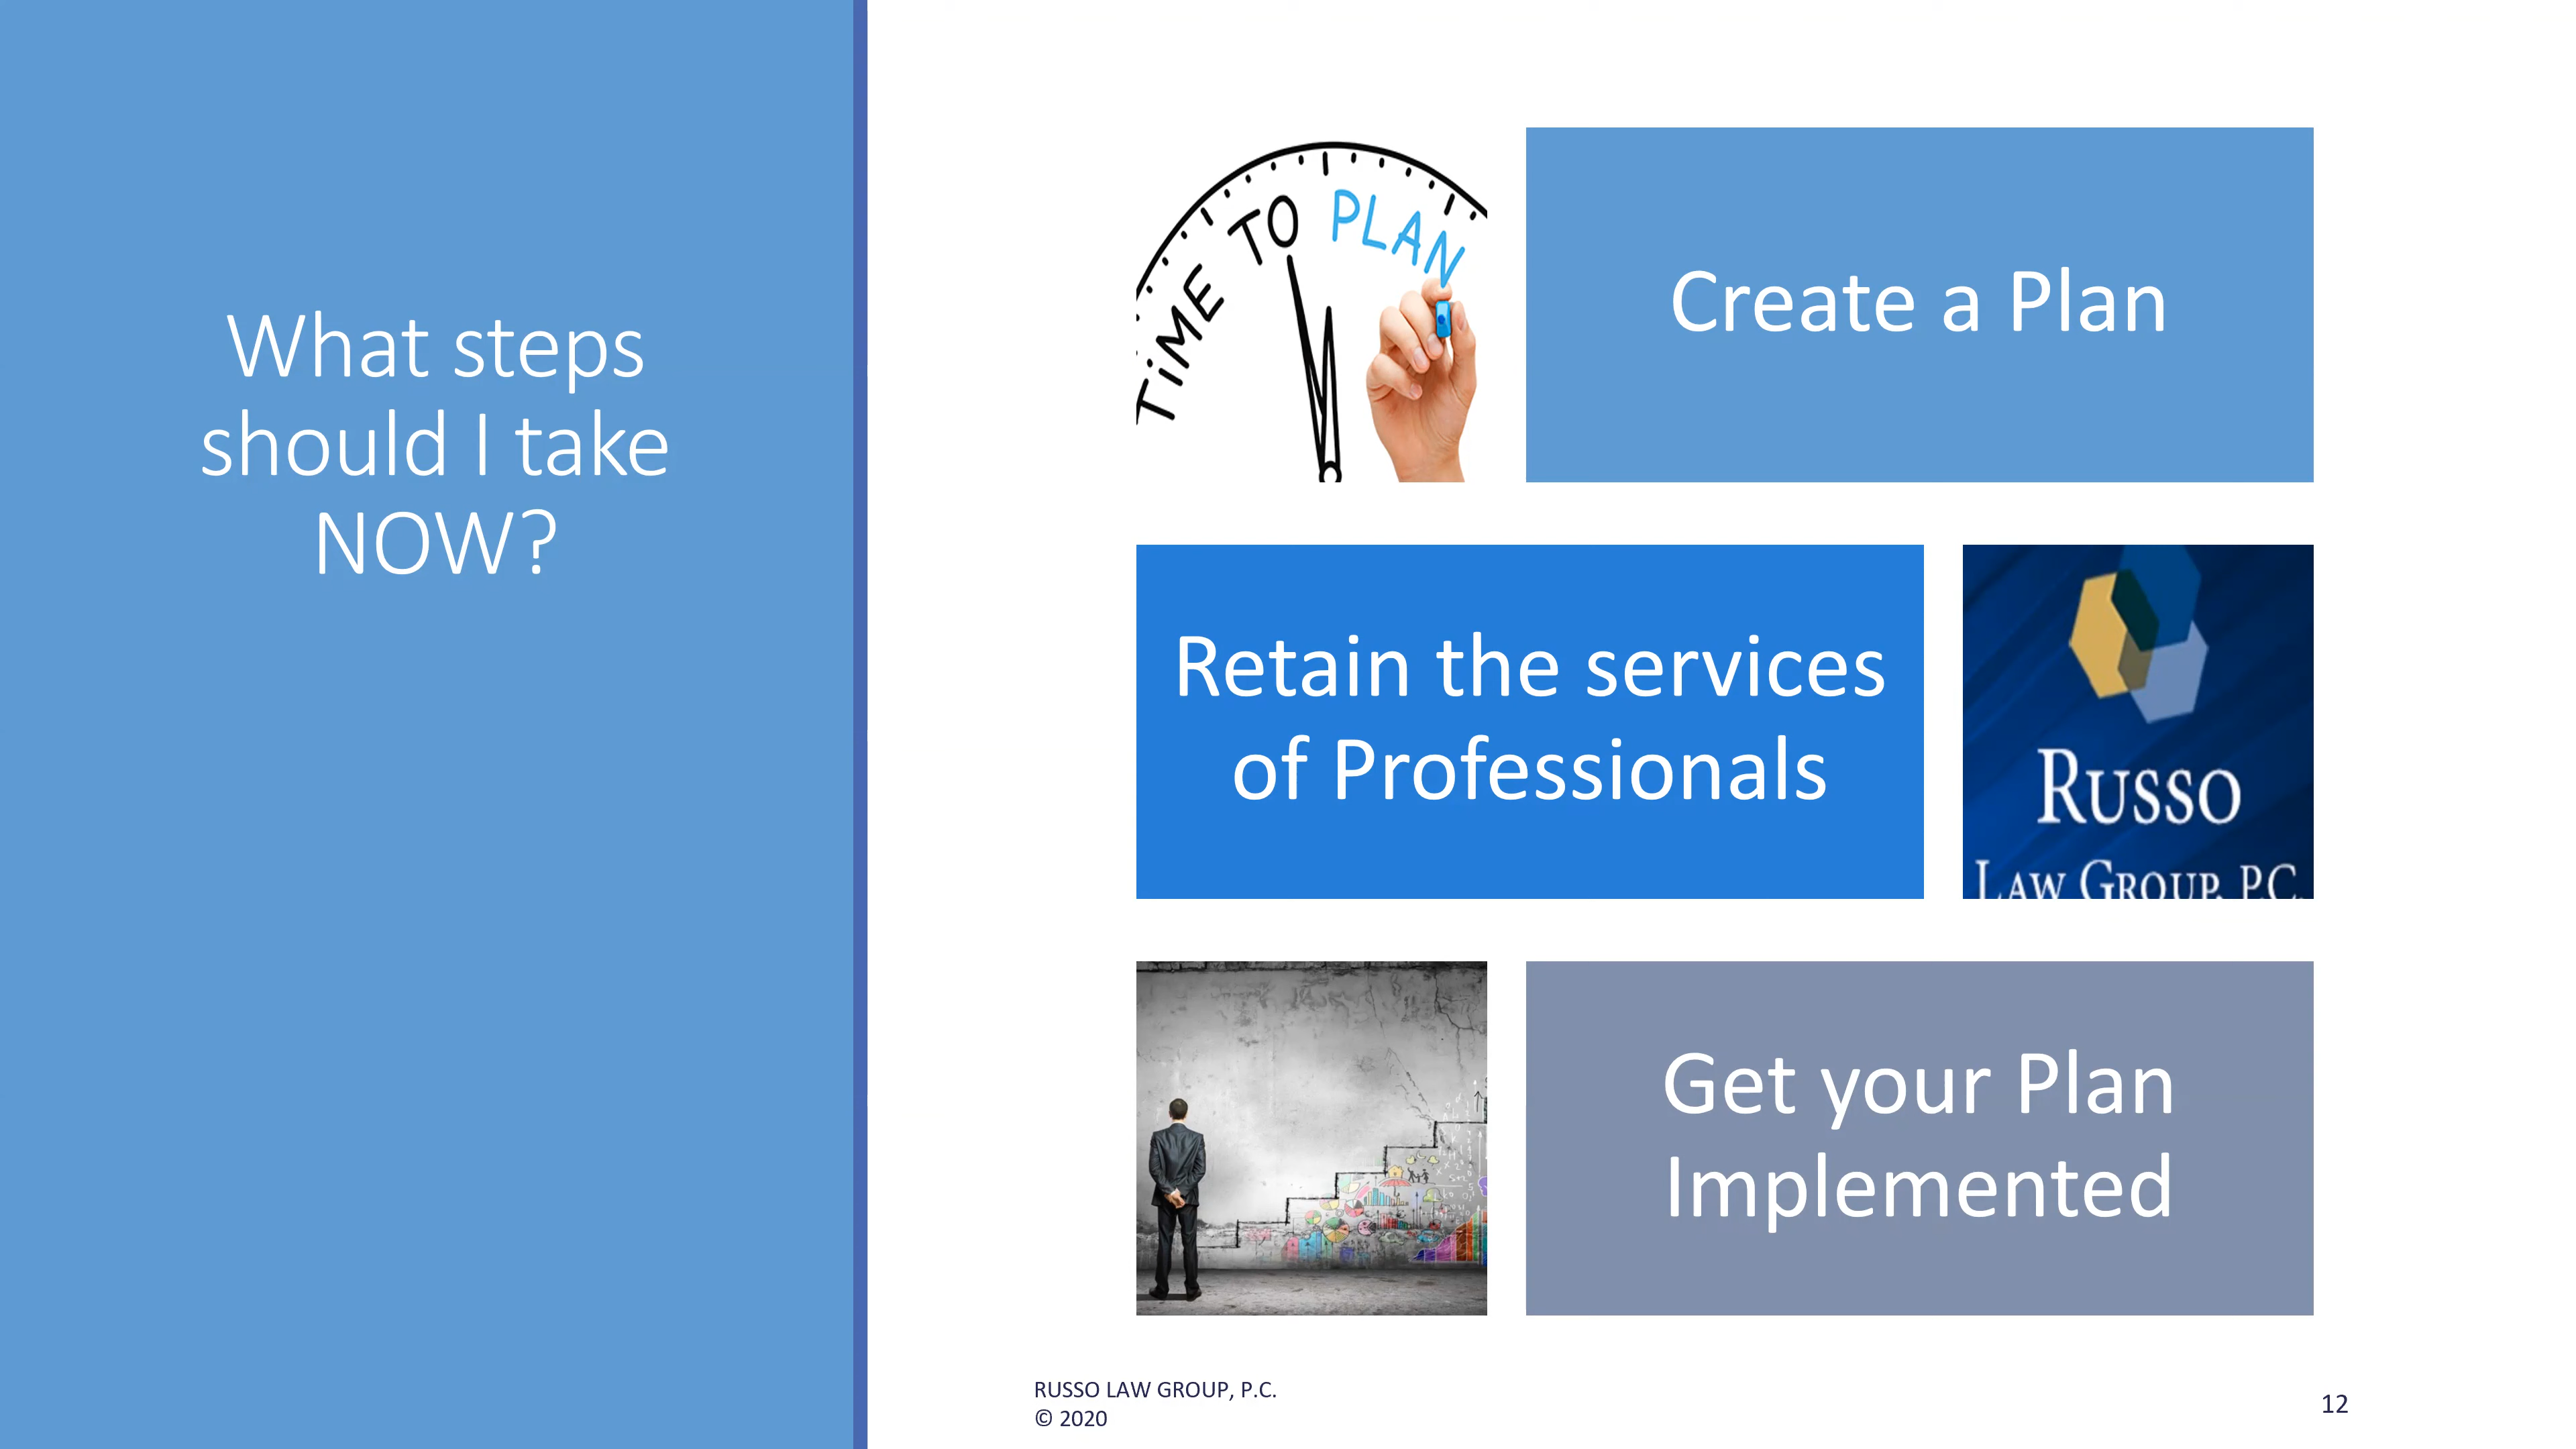 What steps
should I take
NOW?
TiME TO PLAN
Create a Plan
Retain the services
of Professionals
RUSSO
LAW GROUP, P.C.
Get your Plan
Implemented
RUSSO LAW GROUP, P.C.
© 2020
12